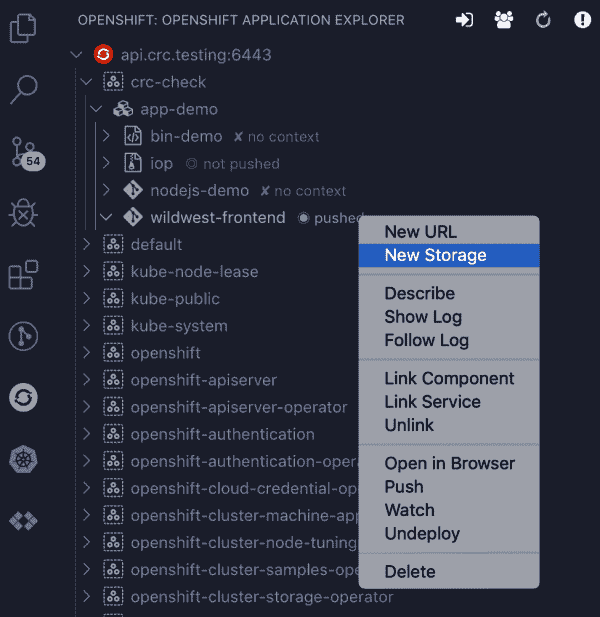 OPENSHIFT: OPENSHIFT APPLICATION EXPLORER
api.crc.testing:6443
crc-check
app-demo
bin-demo ✘ no context
iop not pushed
54
nodejs-demo ✘ no context
wildwest-frontend pushed
New URL
default
New Storage
kube-node-lease
kube-public
Describe
kube-system
Show Log
openshift
Follow Log
openshift-apiserver
Link Component
openshift-apiserver-operator
Link Service
openshift-authentication
Unlink
openshift-authentication-opera
Open in Browser
openshift-cloud-credential-op
Push
openshift-cluster-machine-app
Watch
openshift-cluster-node-tuning
Undeploy
openshift-cluster-samples-ope
Delete
openshift-cluster-storage-operator